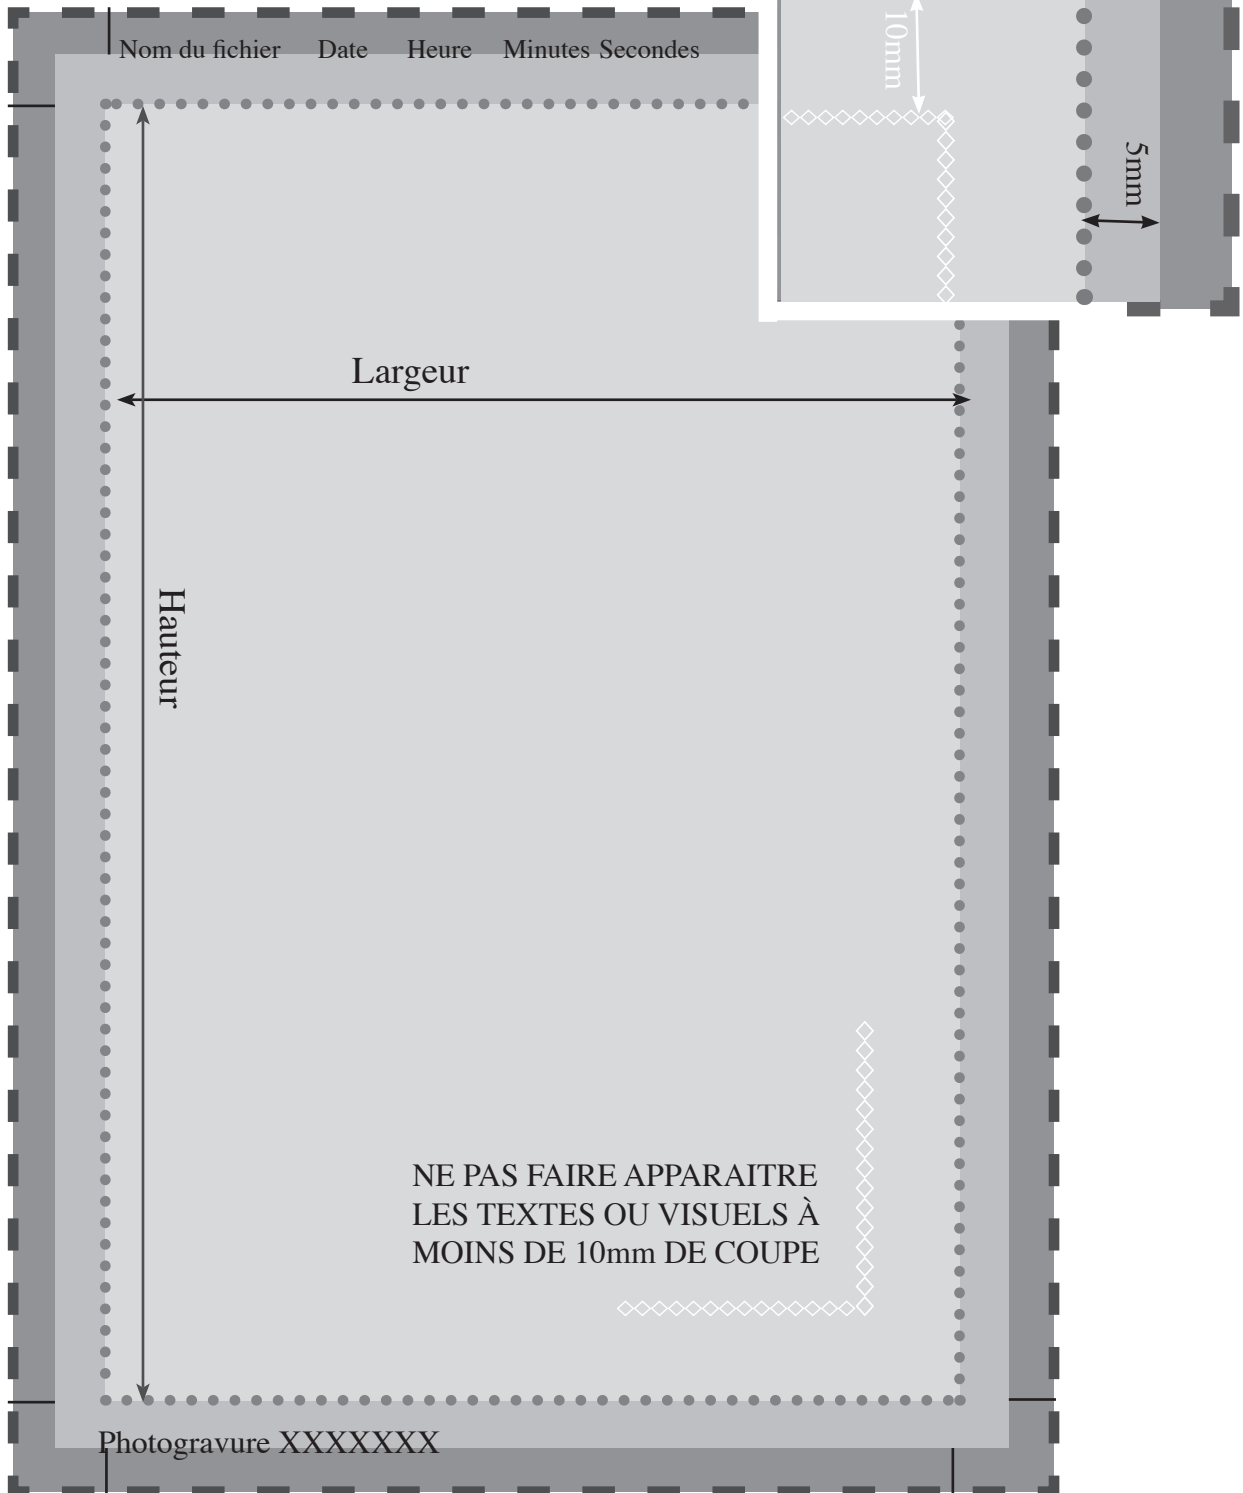 Nom du fichier Date Heure Minutes Secondes
10mm
5mm
Largeur
Hauteur
NE PAS FAIRE APPARAITRE
LES TEXTES OU VISUELS À
MOINS DE 10mm DE COUPE
Photogravure XXXXXXX